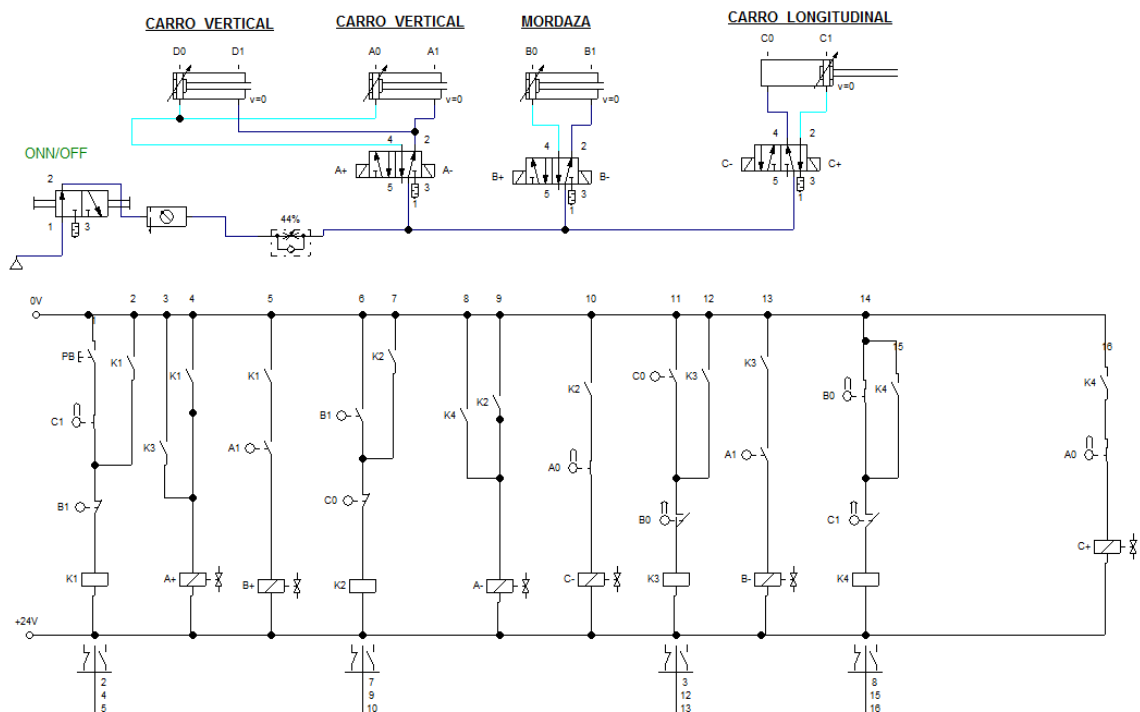 CARRO VERTICAL CARRO VERTICAL MORDAZA CARRO LONGITUDINAL
D0 D1 A0 A1 B0 B1 C0 C1
v=0 v=0 v=0 v=0
4 2 4 2 4 2
ONN/OFF
A+ A- B+ B- C- C+
5 3 5 3 5 3
1 1 1
2
1 3
44%
0V 1 2 3 4 5 6 7 8 9 10 11 12 13 14
15 16
PB K1 K1 K1 K2 K2 K2 C0 K3 K3 K4 K4
C1 K3 A1 B1 K4 A0 A1 B0 A0
B1 C0 B0 C1
K1 A+ B+ K2 A- C- K3 B- K4 C+
+24V
2 7 3 8
4 9 12 15
5 10 13 16